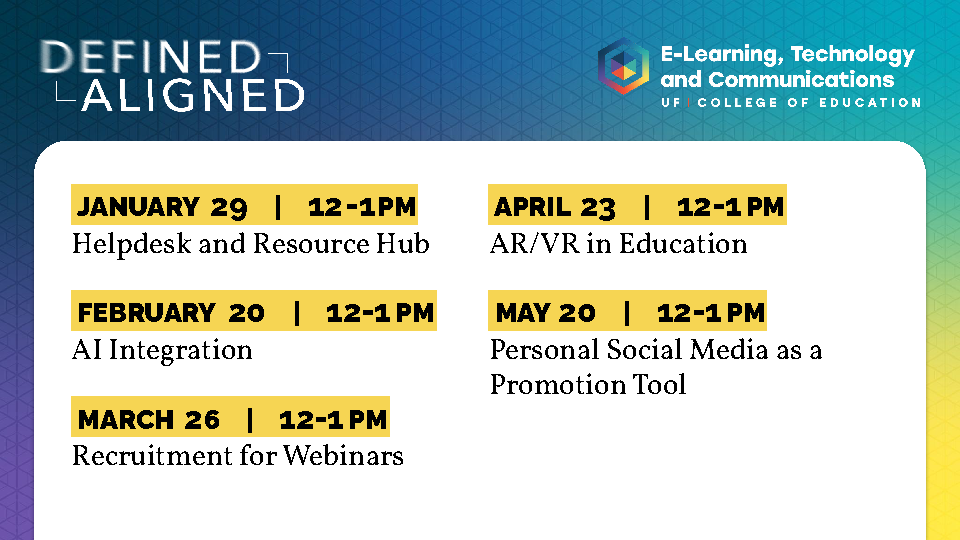 DEFINED
ALIGNED
E-Learning, Technology
and Communications
UF | COLLEGE OF EDUCATION
JANUARY 29 | 12-1PM
Helpdesk and Resource Hub
FEBRUARY 20 | 12-1 PM
AI Integration
MARCH 26 | 12-1 PM
Recruitment for Webinars
APRIL 23 | 12-1 PM
AR/VR in Education
MAY 20 | 12-1 PM
Personal Social Media as a
Promotion Tool